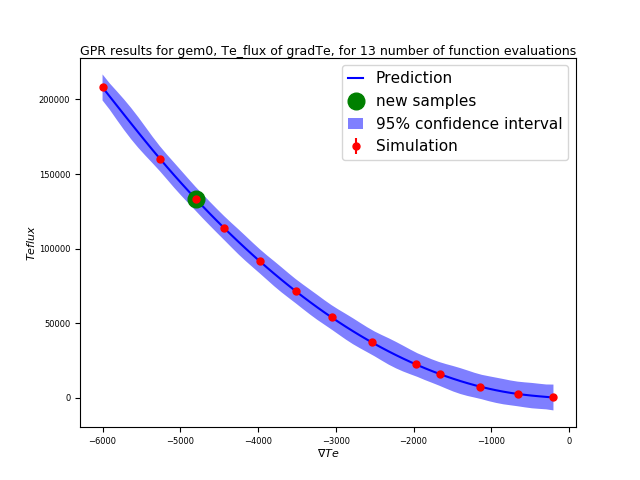 GPR results for gem0, Te_flux of gradTe, for 13 number of function evaluations
Prediction
new samples
95% confidence interval
Simulation
200000
150000
100000
50000
0
Teflux
−6000 −5000 −4000 −3000 −2000 −1000 0
∇Te